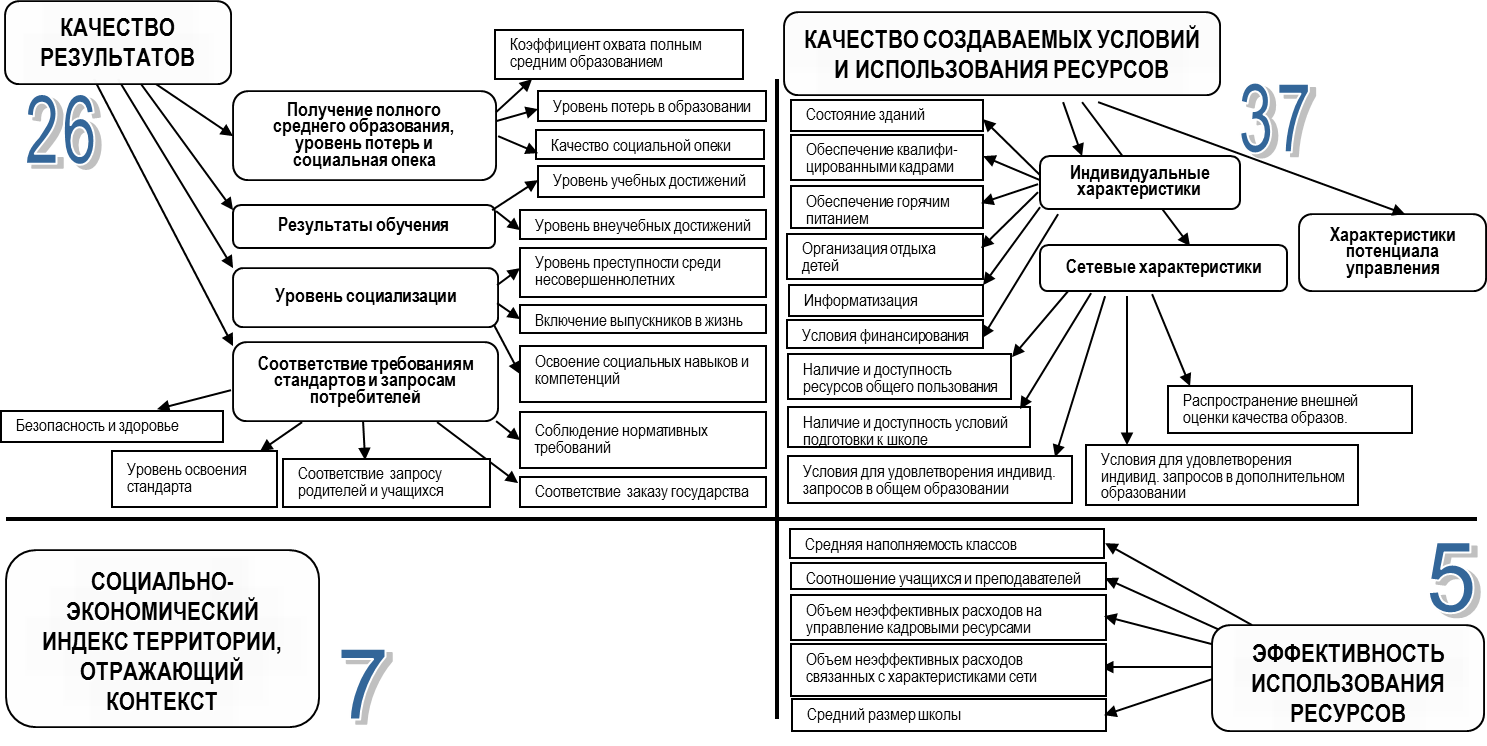 КАЧЕСТВО
РЕЗУЛЬТАТОВ
26
Получение полного
среднего образования,
уровень потерь и
социальная опека
Коэффициент охвата полным
средним образованием
Уровень потерь в образовании
Качество социальной опеки
Результаты обучения
Уровень учебных достижений
Уровень внеучебных достижений
Уровень социализации
Уровень преступности среди
несовершеннолетних
Включение выпускников в жизнь
Освоение социальных навыков и
компетенций
Соответствие требованиям
стандартов и запросам
потребителей
Безопасность и здоровье
Уровень освоения
стандарта
Соответствие запросу
родителей и учащихся
Соблюдение нормативных
требований
Соответствие заказу государства
КАЧЕСТВО СОЗДАВАЕМЫХ УСЛОВИЙ
И ИСПОЛЬЗОВАНИЯ РЕСУРСОВ
37
Состояние зданий
Обеспечение квалифи-
цированными кадрами
Обеспечение горячим
питанием
Организация отдыха
детей
Информатизация
Условия финансирования
Индивидуальные
характеристики
Сетевые характеристики
Характеристики
потенциала
управления
Наличие и доступность
ресурсов общего пользования
Наличие и доступность условий
подготовки к школе
Условия для удовлетворения индивид.
запросов в общем образовании
Условия для удовлетворения
индивид. запросов в дополнительном
образовании
Распространение внешней
оценки качества образов.
СОЦИАЛЬНО-
ЭКОНОМИЧЕСКИЙ
ИНДЕКС ТЕРРИТОРИИ,
ОТРАЖАЮЩИЙ
КОНТЕКСТ
7
Средняя наполняемость классов
Соотношение учащихся и преподавателей
Объем неэффективных расходов на
управление кадровыми ресурсами
Объем неэффективных расходов
связанных с характеристиками сети
Средний размер школы
5
ЭФФЕКТИВНОСТЬ
ИСПОЛЬЗОВАНИЯ
РЕСУРСОВ